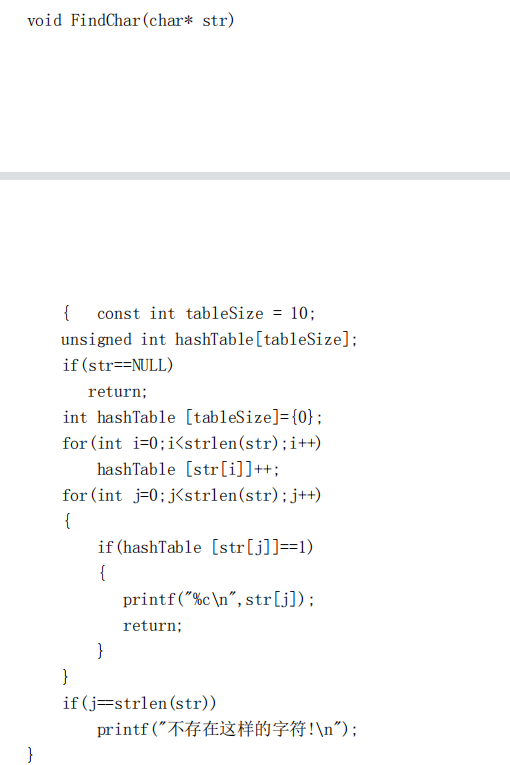 void FindChar(char* str)
{ const int tableSize = 10;
unsigned int hashTable[tableSize];
if(str==NULL)
return;
int hashTable [tableSize]={0};
for(int i=0;i<strlen(str);i++)
hashTable [str[i]]++;
for(int j=0;j<strlen(str);j++)
{
if(hashTable [str[j]]==1)
{
printf("%c\n",str[j]);
return;
}
}
if(j==strlen(str))
printf("不存在这样的字符!\n");
}